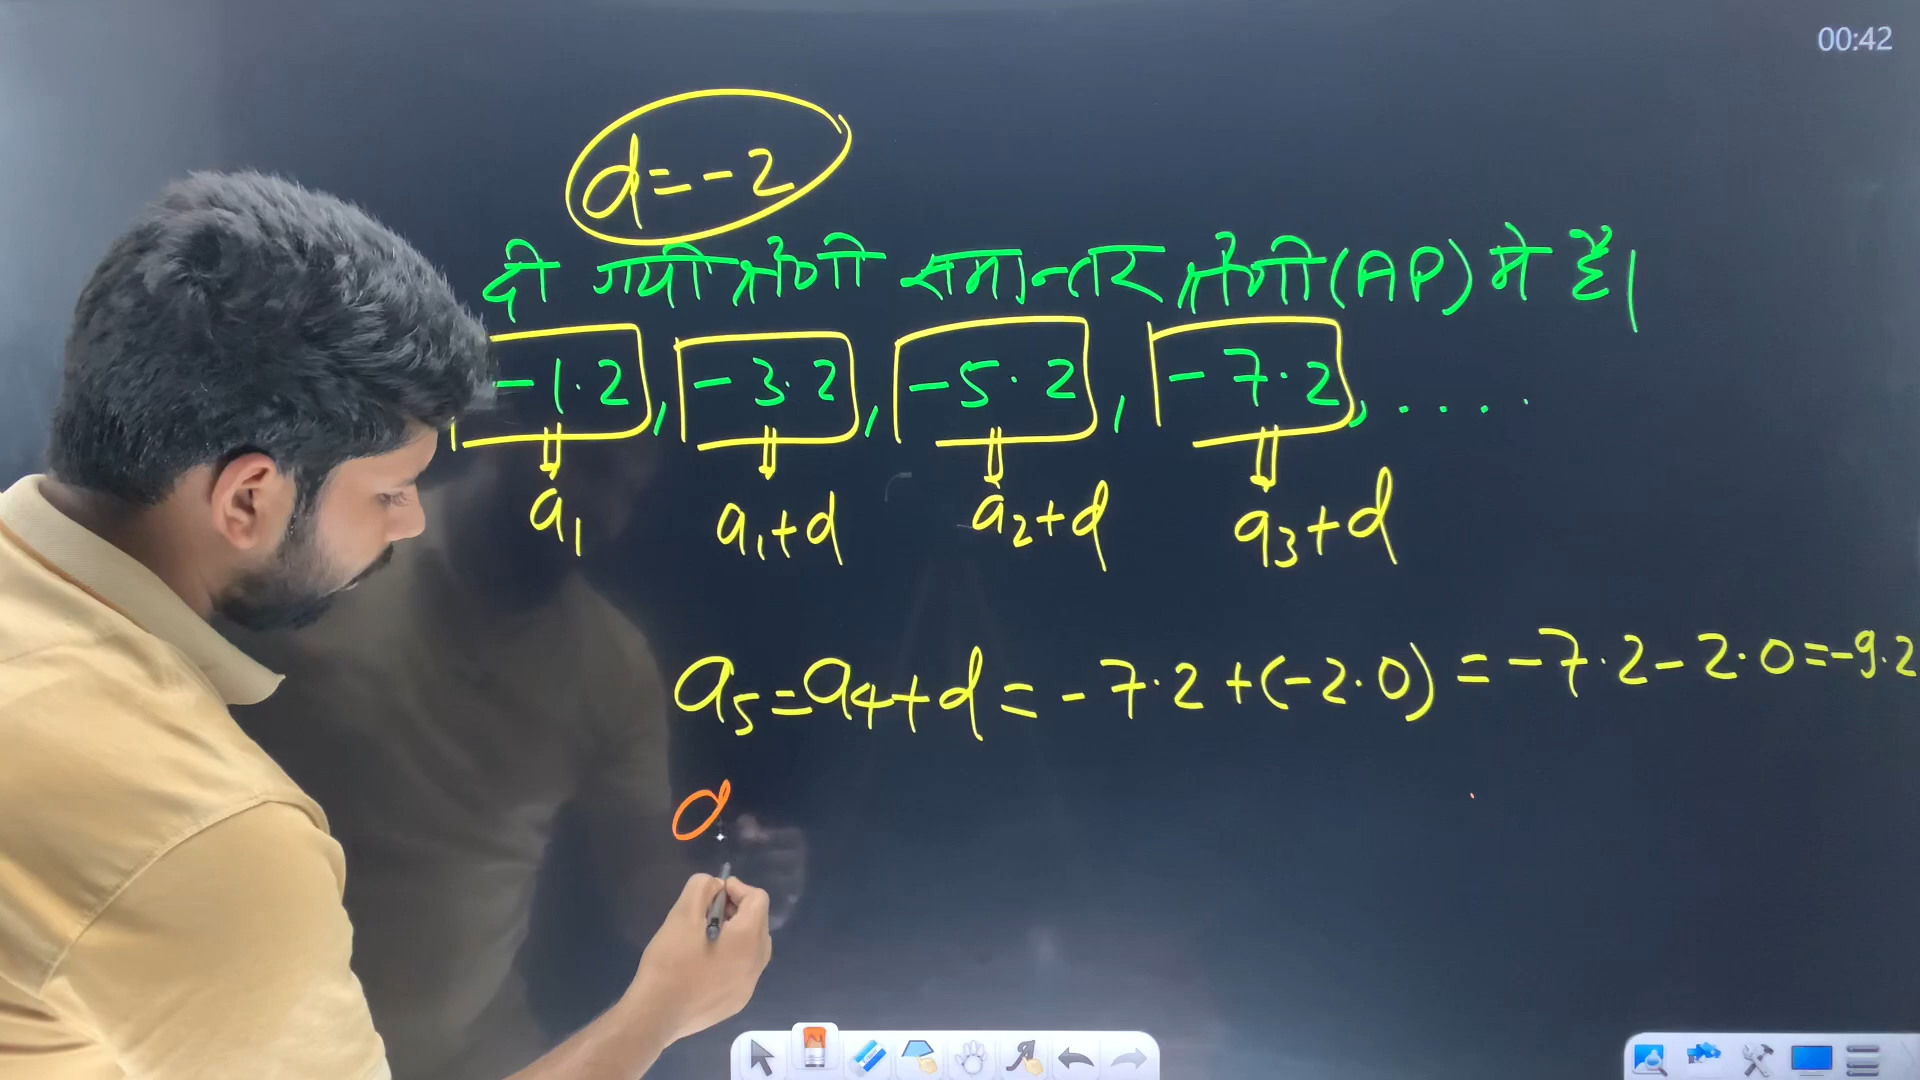 00:42
d = -2
दी गयी श्रेणी समान्तर श्रेणी (AP) में है।
-1.2, -3.2, -5.2, -7.2, ....
a₁ a₁+d a₂+d a₃+d
a₅ = a₄+d = -7.2+(-2.0) = -7.2-2.0 = -9.2
a